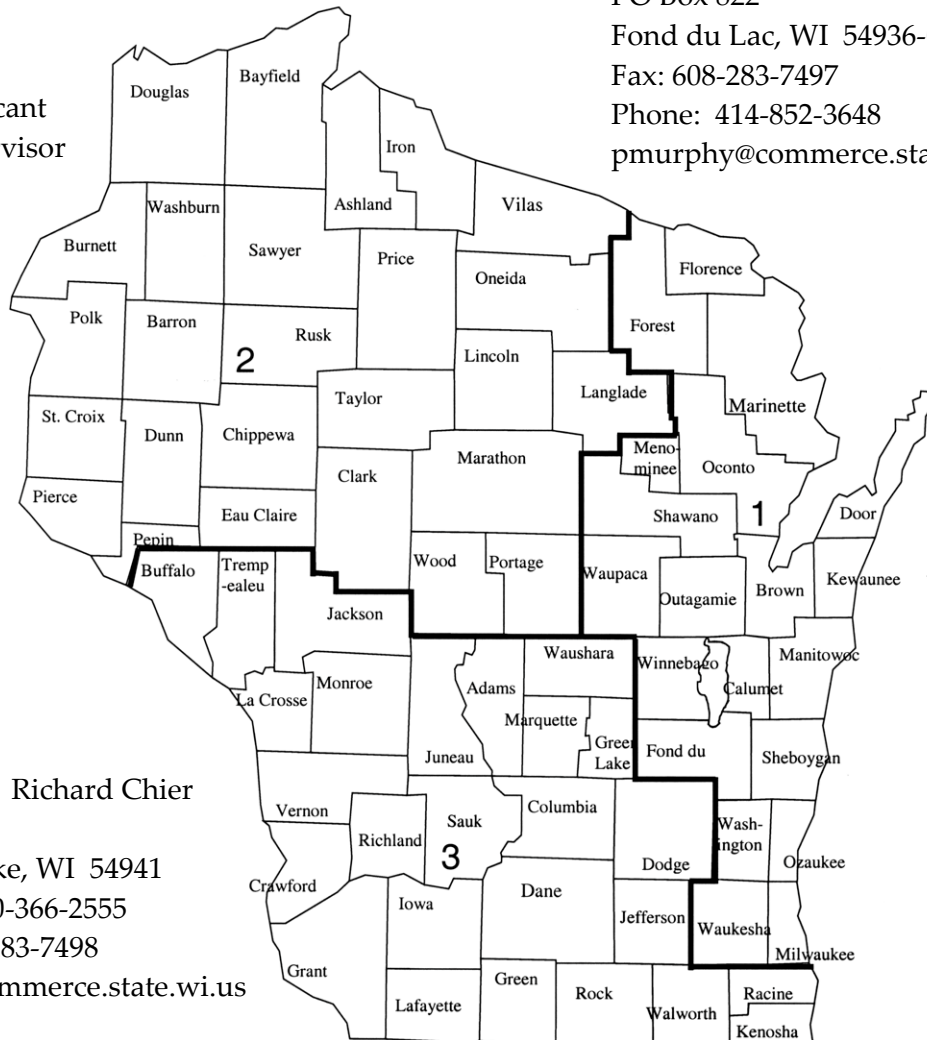 PO Box 822
Fond du Lac, WI 54936-
Fax: 608-283-7497
Phone: 414-852-3648
pmurphy@commerce.sta
cant
visor
Douglas
Bayfield
Iron
Ashland
Vilas
Washburn
Burnett
Sawyer
Price
Florence
Oneida
Polk
Barron
Rusk
Forest
2
Lincoln
Langlade
Taylor
Marinette
St. Croix
Dunn
Chippewa
Marathon
Meno-
minee
Oconto
Clark
Pierce
Eau Claire
Shawano
1
Door
Pepin
Buffalo
Tremp
-ealeu
Wood
Portage
Waupaca
Outagamie
Brown
Kewaunee
Jackson
Waushara
Winnebago
Manitowoc
La Crosse
Monroe
Adams
Calumet
Marquette
Juneau
Green
Lake
Fond du
Sheboygan
Richard Chier
Vernon
Columbia
Richland
Sauk
3
Wash-
ington
Ozaukee
Dodge
ke, WI 54941
Crawford
Dane
0-366-2555
Iowa
Jefferson
Waukesha
83-7498
Milwaukee
mmerce.state.wi.us
Grant
Green
Rock
Racine
Lafayette
Walworth
Kenosha